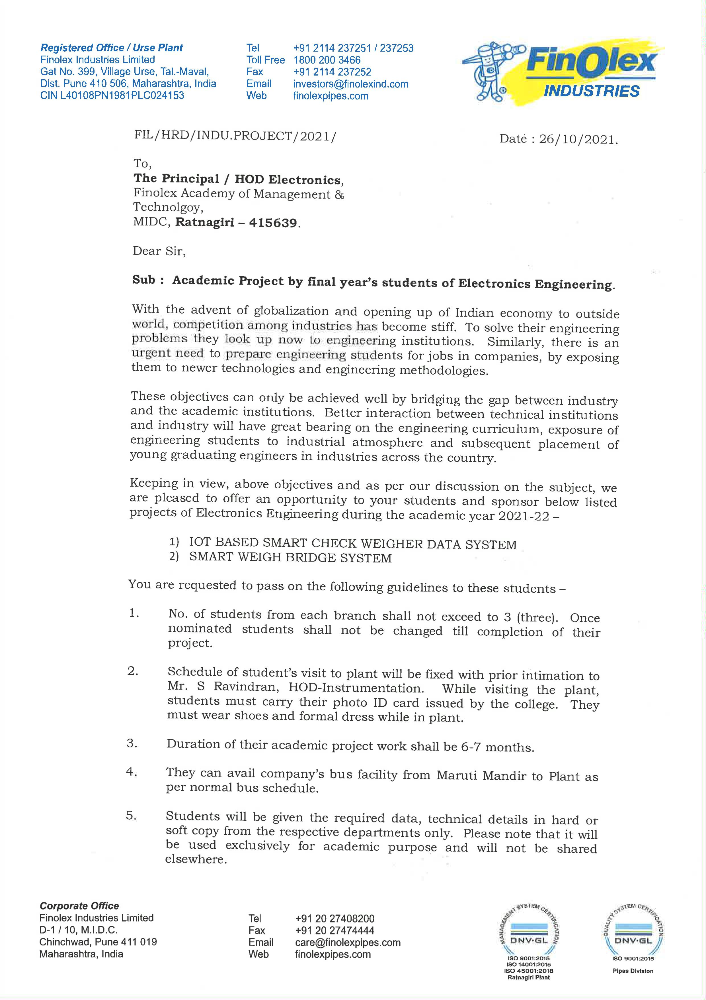 Registered Office / Urse Plant
Finolex Industries Limited
Gat No. 399, Village Urse, Tal.-Maval,
Dist. Pune 410 506, Maharashtra, India
CIN L40108PN1981PLC024153
Tel +91 2114 237251 / 237253
Toll Free 1800 200 3466
Fax +91 2114 237252
Email investors@finolexind.com
Web finolexpipes.com
FinOlex
INDUSTRIES
®
FIL/HRD/INDU.PROJECT/2021/
Date : 26/10/2021.
To,
The Principal / HOD Electronics,
Finolex Academy of Management &
Technolgoy,
MIDC, Ratnagiri – 415639.
Dear Sir,
Sub : Academic Project by final year's students of Electronics Engineering.
With the advent of globalization and opening up of Indian economy to outside
world, competition among industries has become stiff. To solve their engineering
problems they look up now to engineering institutions. Similarly, there is an
urgent need to prepare engineering students for jobs in companies, by exposing
them to newer technologies and engineering methodologies.
These objectives can only be achieved well by bridging the gap between industry
and the academic institutions. Better interaction between technical institutions
and industry will have great bearing on the engineering curriculum, exposure of
engineering students to industrial atmosphere and subsequent placement of
young graduating engineers in industries across the country.
Keeping in view, above objectives and as per our discussion on the subject, we
are pleased to offer an opportunity to your students and sponsor below listed
projects of Electronics Engineering during the academic year 2021-22 –
1) IOT BASED SMART CHECK WEIGHER DATA SYSTEM
2) SMART WEIGH BRIDGE SYSTEM
You are requested to pass on the following guidelines to these students –
1. No. of students from each branch shall not exceed to 3 (three). Once
nominated students shall not be changed till completion of their
project.
2. Schedule of student's visit to plant will be fixed with prior intimation to
Mr. S Ravindran, HOD-Instrumentation. While visiting the plant,
students must carry their photo ID card issued by the college. They
must wear shoes and formal dress while in plant.
3. Duration of their academic project work shall be 6-7 months.
4. They can avail company's bus facility from Maruti Mandir to Plant as
per normal bus schedule.
5. Students will be given the required data, technical details in hard or
soft copy from the respective departments only. Please note that it will
be used exclusively for academic purpose and will not be shared
elsewhere.
Corporate Office
Finolex Industries Limited
D-1 / 10, M.I.D.C.
Chinchwad, Pune 411 019
Maharashtra, India
Tel +91 20 27408200
Fax +91 20 27474444
Email care@finolexpipes.com
Web finolexpipes.com
MANAGEMENT SYSTEM CERTIFICATION
DNV·GL
ISO 9001:2015
ISO 14001:2015
ISO 45001:2018
Ratnagiri Plant
QUALITY SYSTEM CERTIFICATION
DNV·GL
ISO 9001:2015
Pipes Division